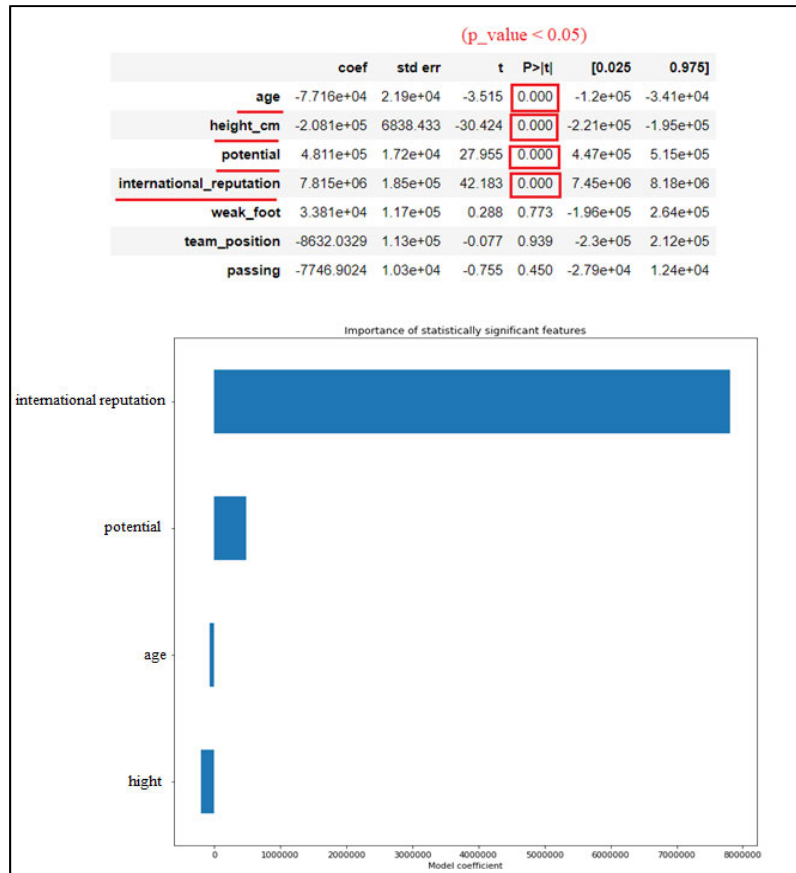 (p_value < 0.05)
coef std err t P>|t| [0.025 0.975]
age -7.716e+04 2.19e+04 -3.515 0.000 -1.2e+05 -3.41e+04
height_cm -2.081e+05 6838.433 -30.424 0.000 -2.21e+05 -1.95e+05
potential 4.811e+05 1.72e+04 27.955 0.000 4.47e+05 5.15e+05
international_reputation 7.815e+06 1.85e+05 42.183 0.000 7.45e+06 8.18e+06
weak_foot 3.381e+04 1.17e+05 0.288 0.773 -1.96e+05 2.64e+05
team_position -8632.0329 1.13e+05 -0.077 0.939 -2.3e+05 2.12e+05
passing -7746.9024 1.03e+04 -0.755 0.450 -2.79e+04 1.24e+04
Importance of statistically significant features
international reputation
potential
age
hight
0 1000000 2000000 3000000 4000000 5000000 6000000 7000000 8000000
Model coefficient